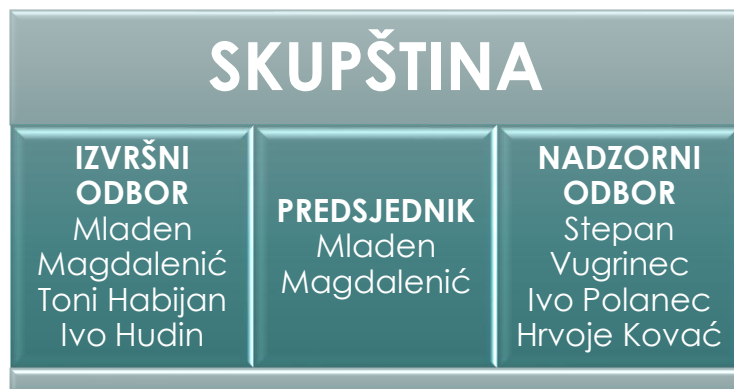 SKUPŠTINA
IZVRŠNI
ODBOR
Mladen
Magdalenić
Toni Habijan
Ivo Hudin
PREDSJEDNIK
Mladen
Magdalenić
NADZORNI
ODBOR
Stepan
Vugrinec
Ivo Polanec
Hrvoje Kovać